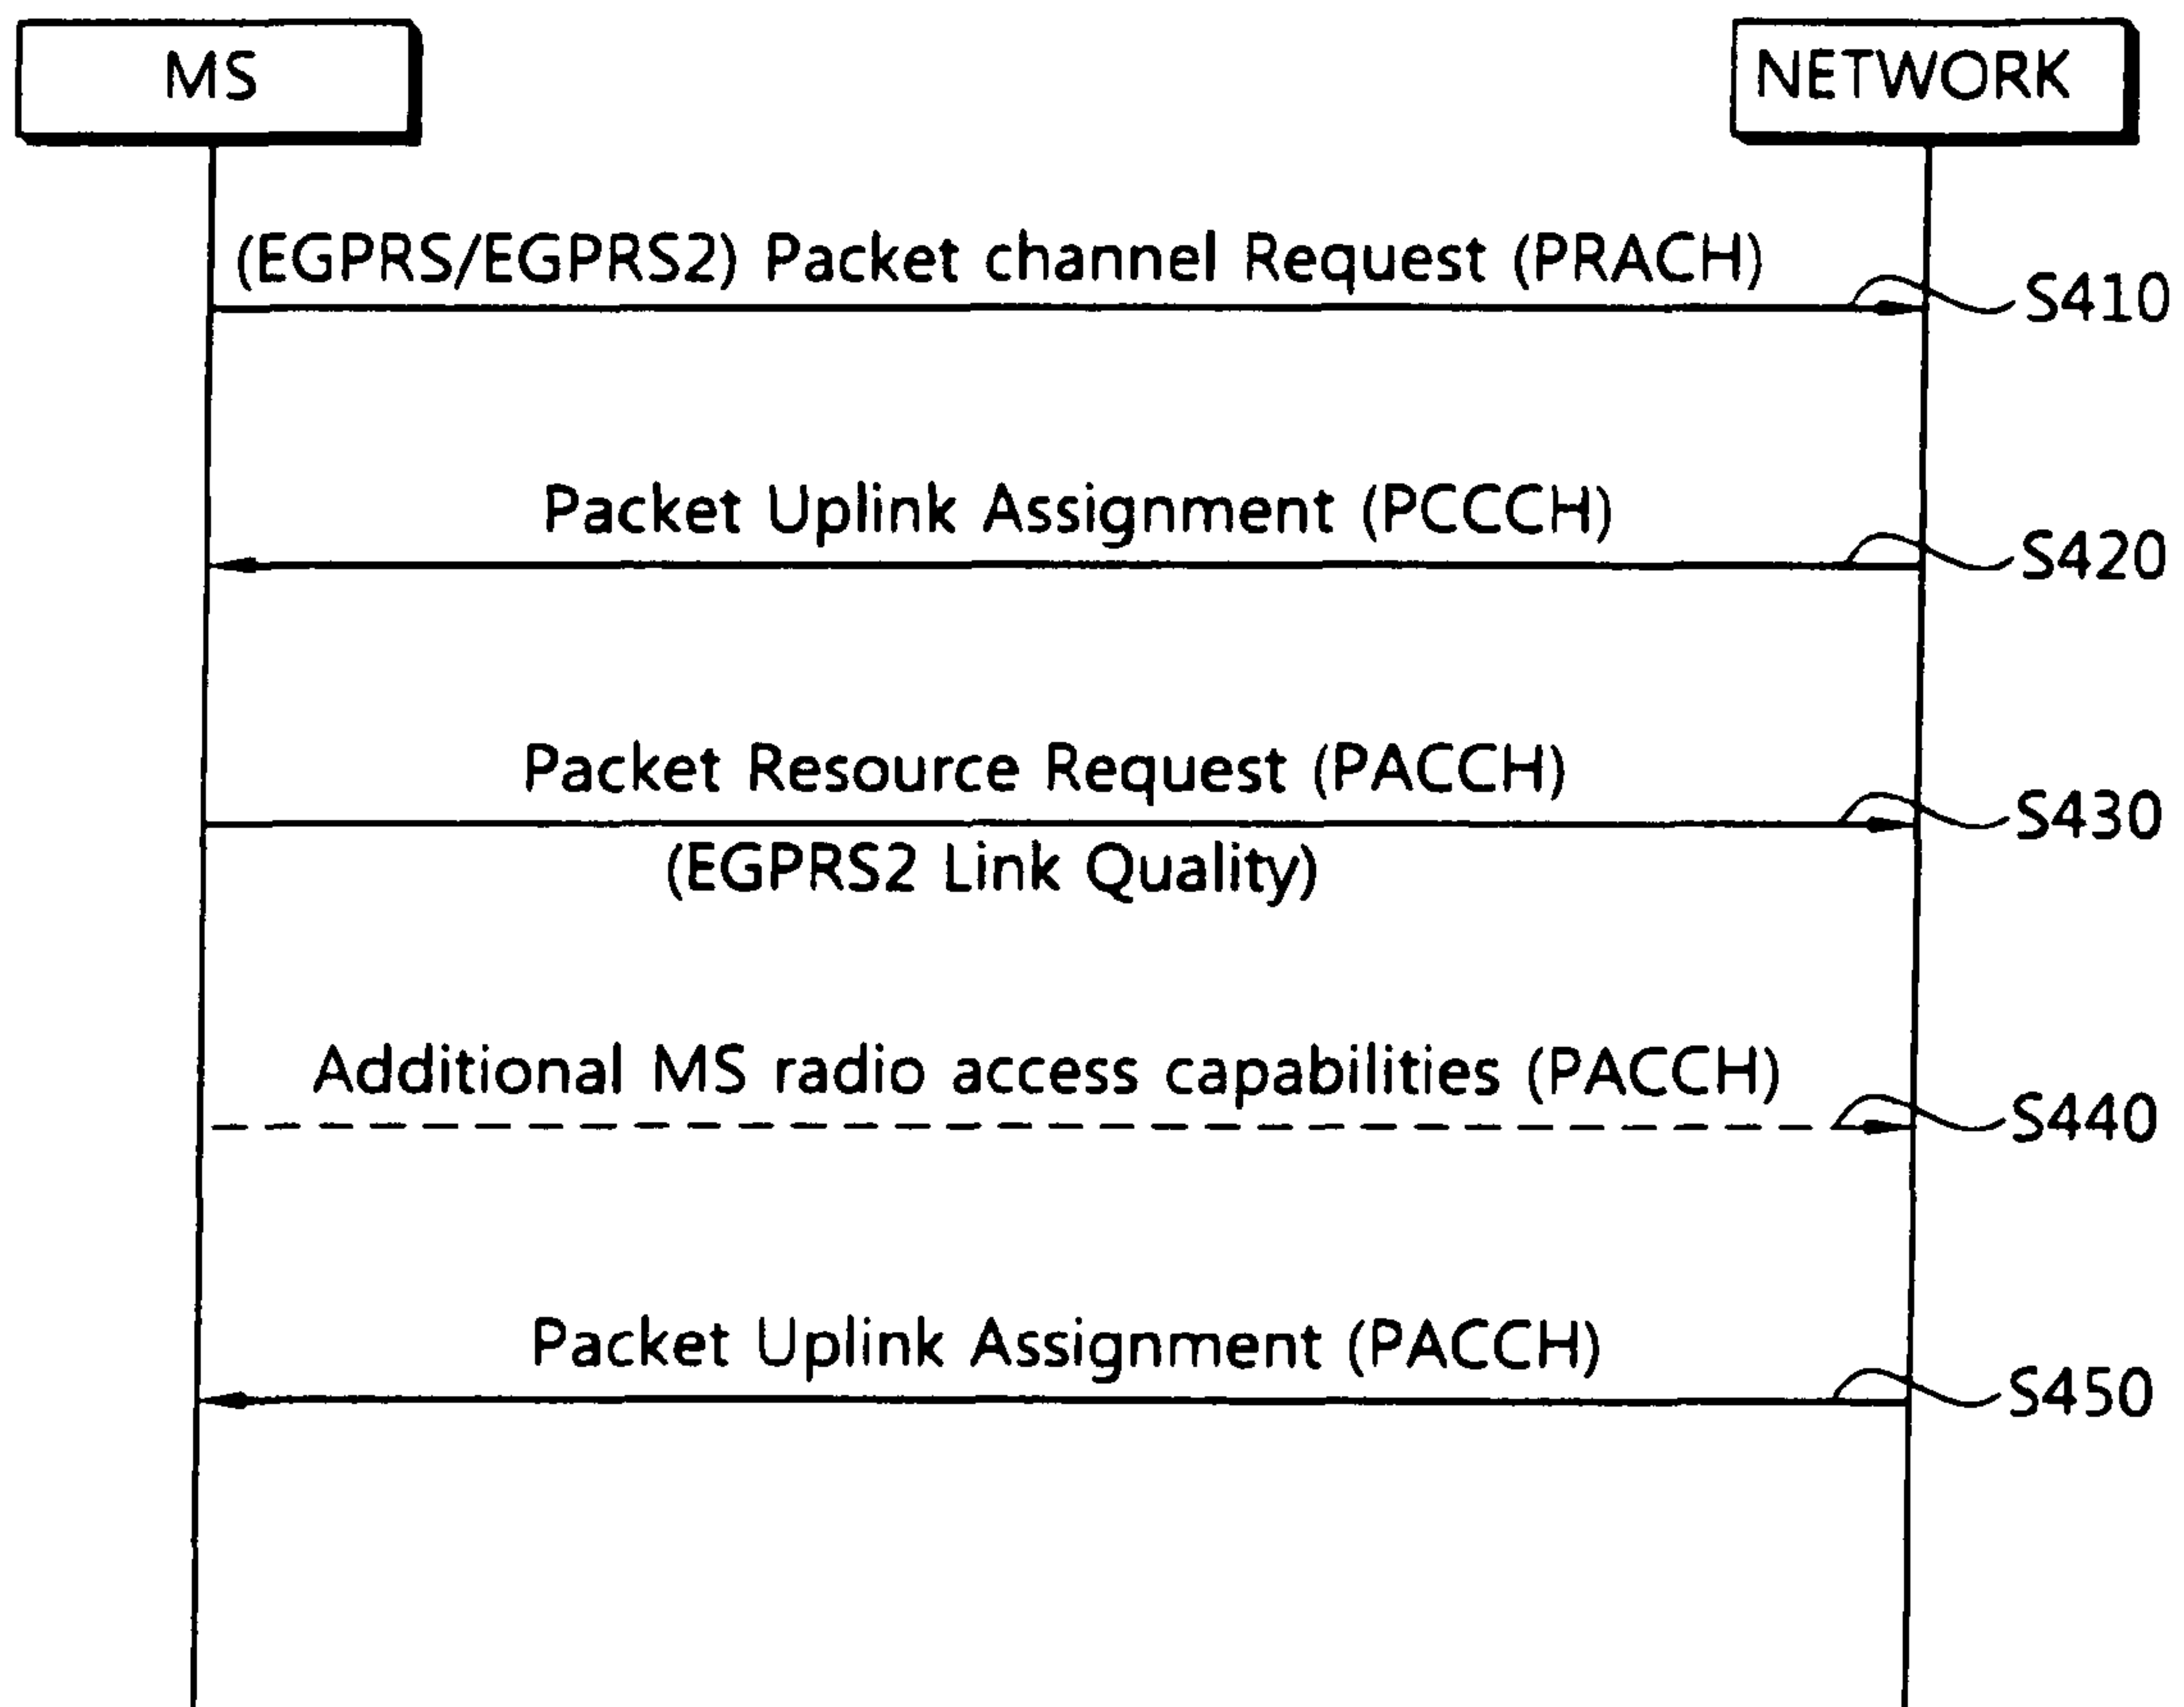 MS
NETWORK
(EGPRS/EGPRS2) Packet channel Request (PRACH)
S410
Packet Uplink Assignment (PCCCH)
S420
Packet Resource Request (PACCH)
S430
(EGPRS2 Link Quality)
Additional MS radio access capabilities (PACCH)
S440
Packet Uplink Assignment (PACCH)
S450